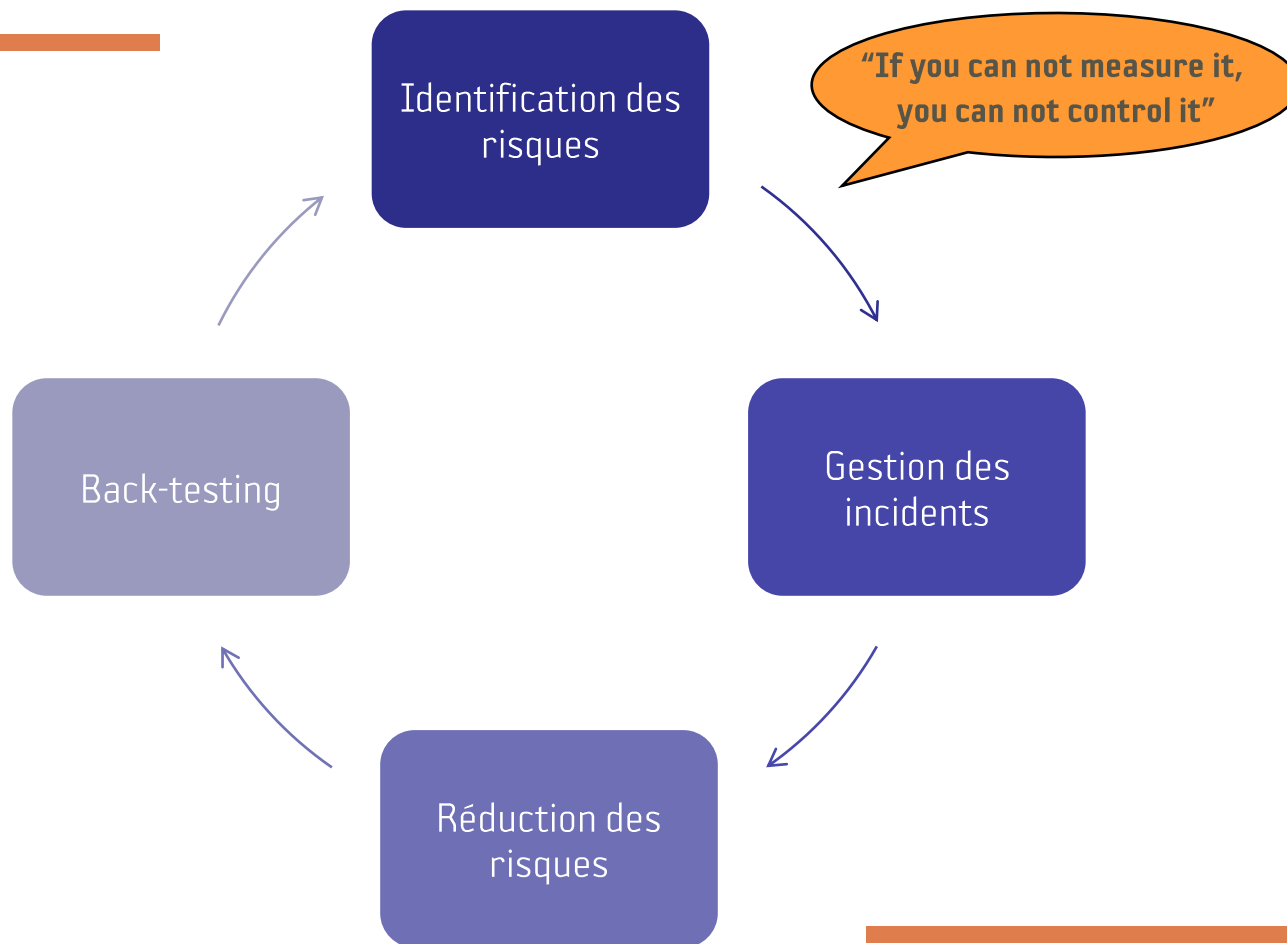 Identification des
risques
“If you can not measure it,
you can not control it”
Back-testing
Gestion des
incidents
Réduction des
risques